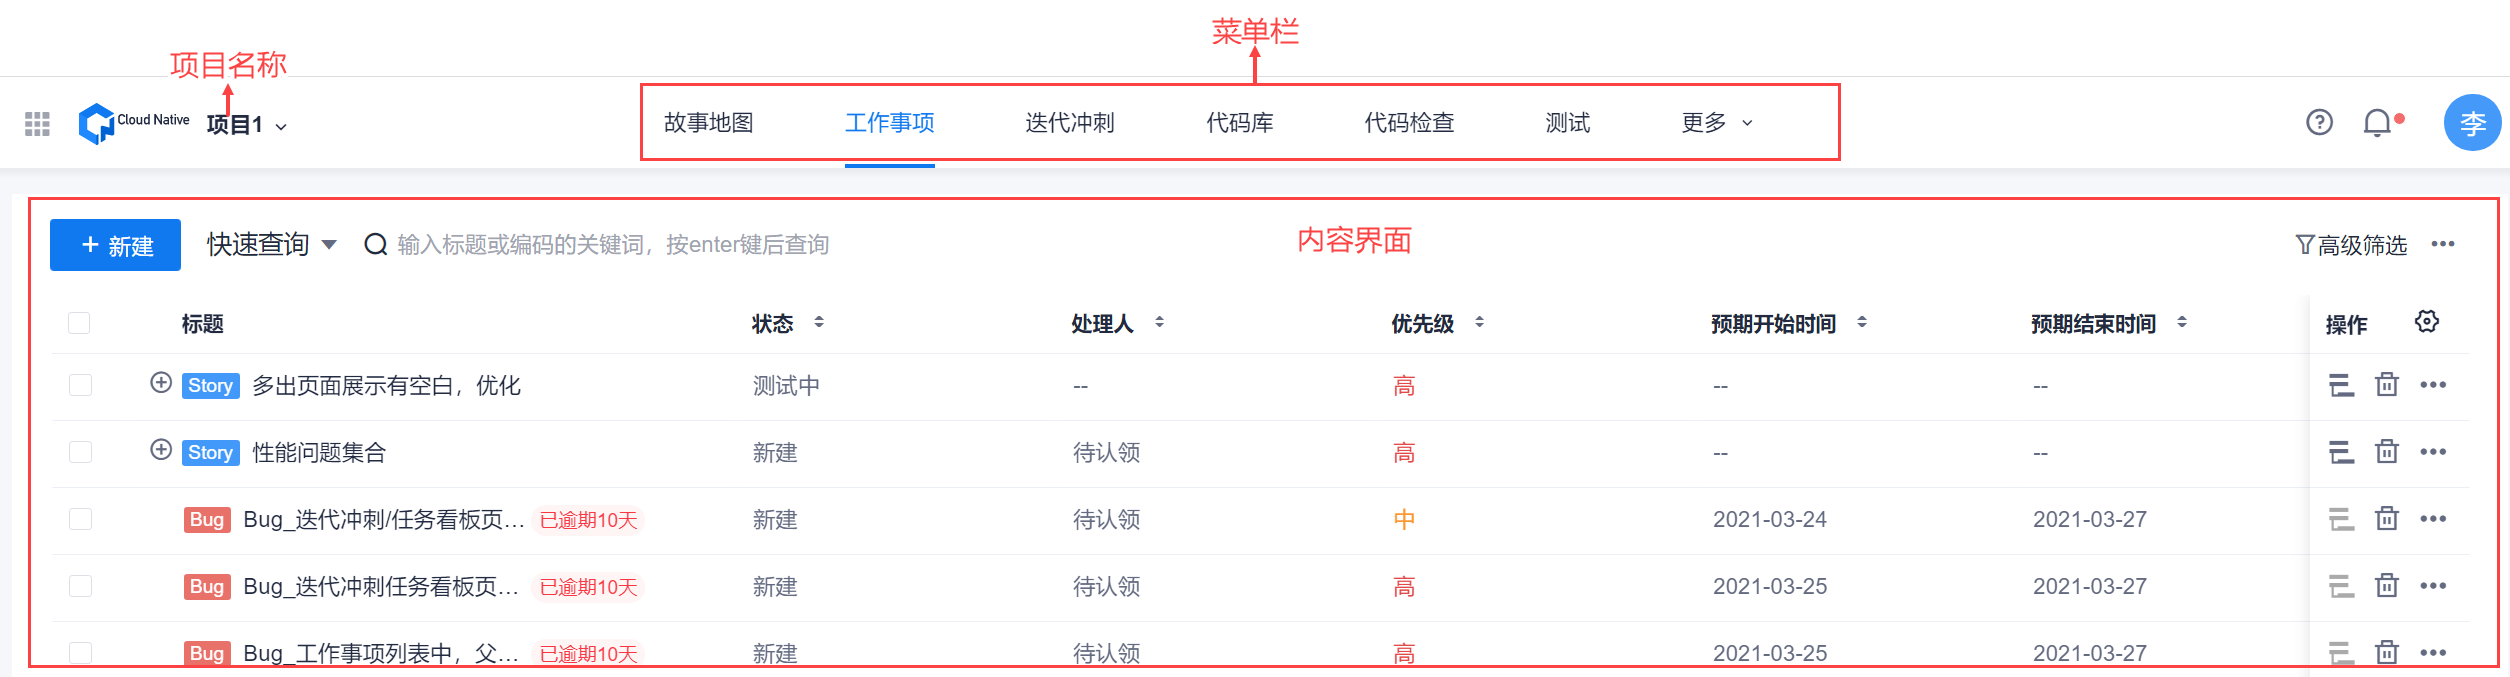 菜单栏
项目名称
Cloud Native 项目1 故事地图 工作事项 迭代冲刺 代码库 代码检查 测试 更多 李
+ 新建 快速查询 输入标题或编码的关键词，按enter键后查询 内容界面 高级筛选
标题 状态 处理人 优先级 预期开始时间 预期结束时间 操作
Story 多出页面展示有空白，优化 测试中 -- 高 -- --
Story 性能问题集合 新建 待认领 高 -- --
Bug Bug_迭代冲刺/任务看板页... 已逾期10天 新建 待认领 中 2021-03-24 2021-03-27
Bug Bug_迭代冲刺任务看板页... 已逾期10天 新建 待认领 高 2021-03-25 2021-03-27
Bug Bug_工作事项列表中，父... 已逾期10天 新建 待认领 高 2021-03-25 2021-03-27